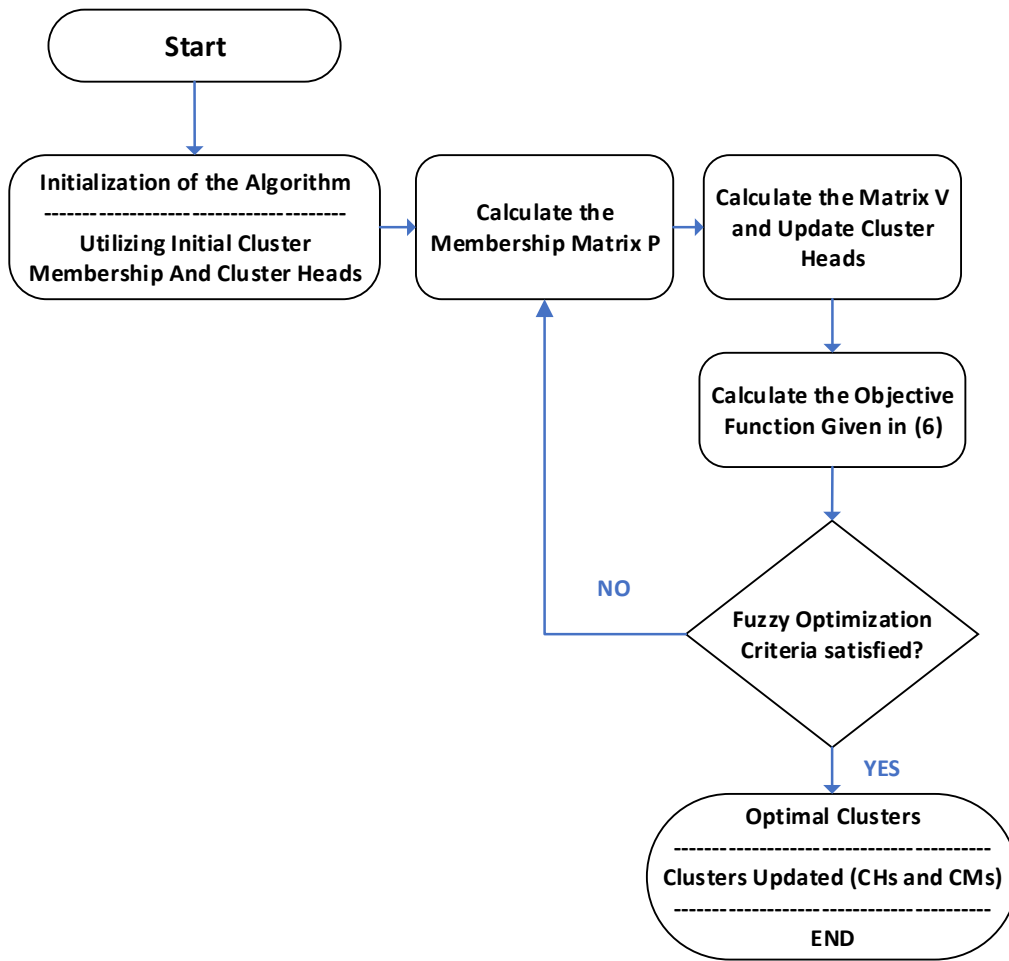 Start
Initialization of the Algorithm
---------------------------------------
Utilizing Initial Cluster
Membership And Cluster Heads
Calculate the
Membership Matrix P
Calculate the Matrix V
and Update Cluster
Heads
Calculate the Objective
Function Given in (6)
NO
Fuzzy Optimization
Criteria satisfied?
YES
Optimal Clusters
------------------------------------------
Clusters Updated (CHs and CMs)
------------------------------------------
END